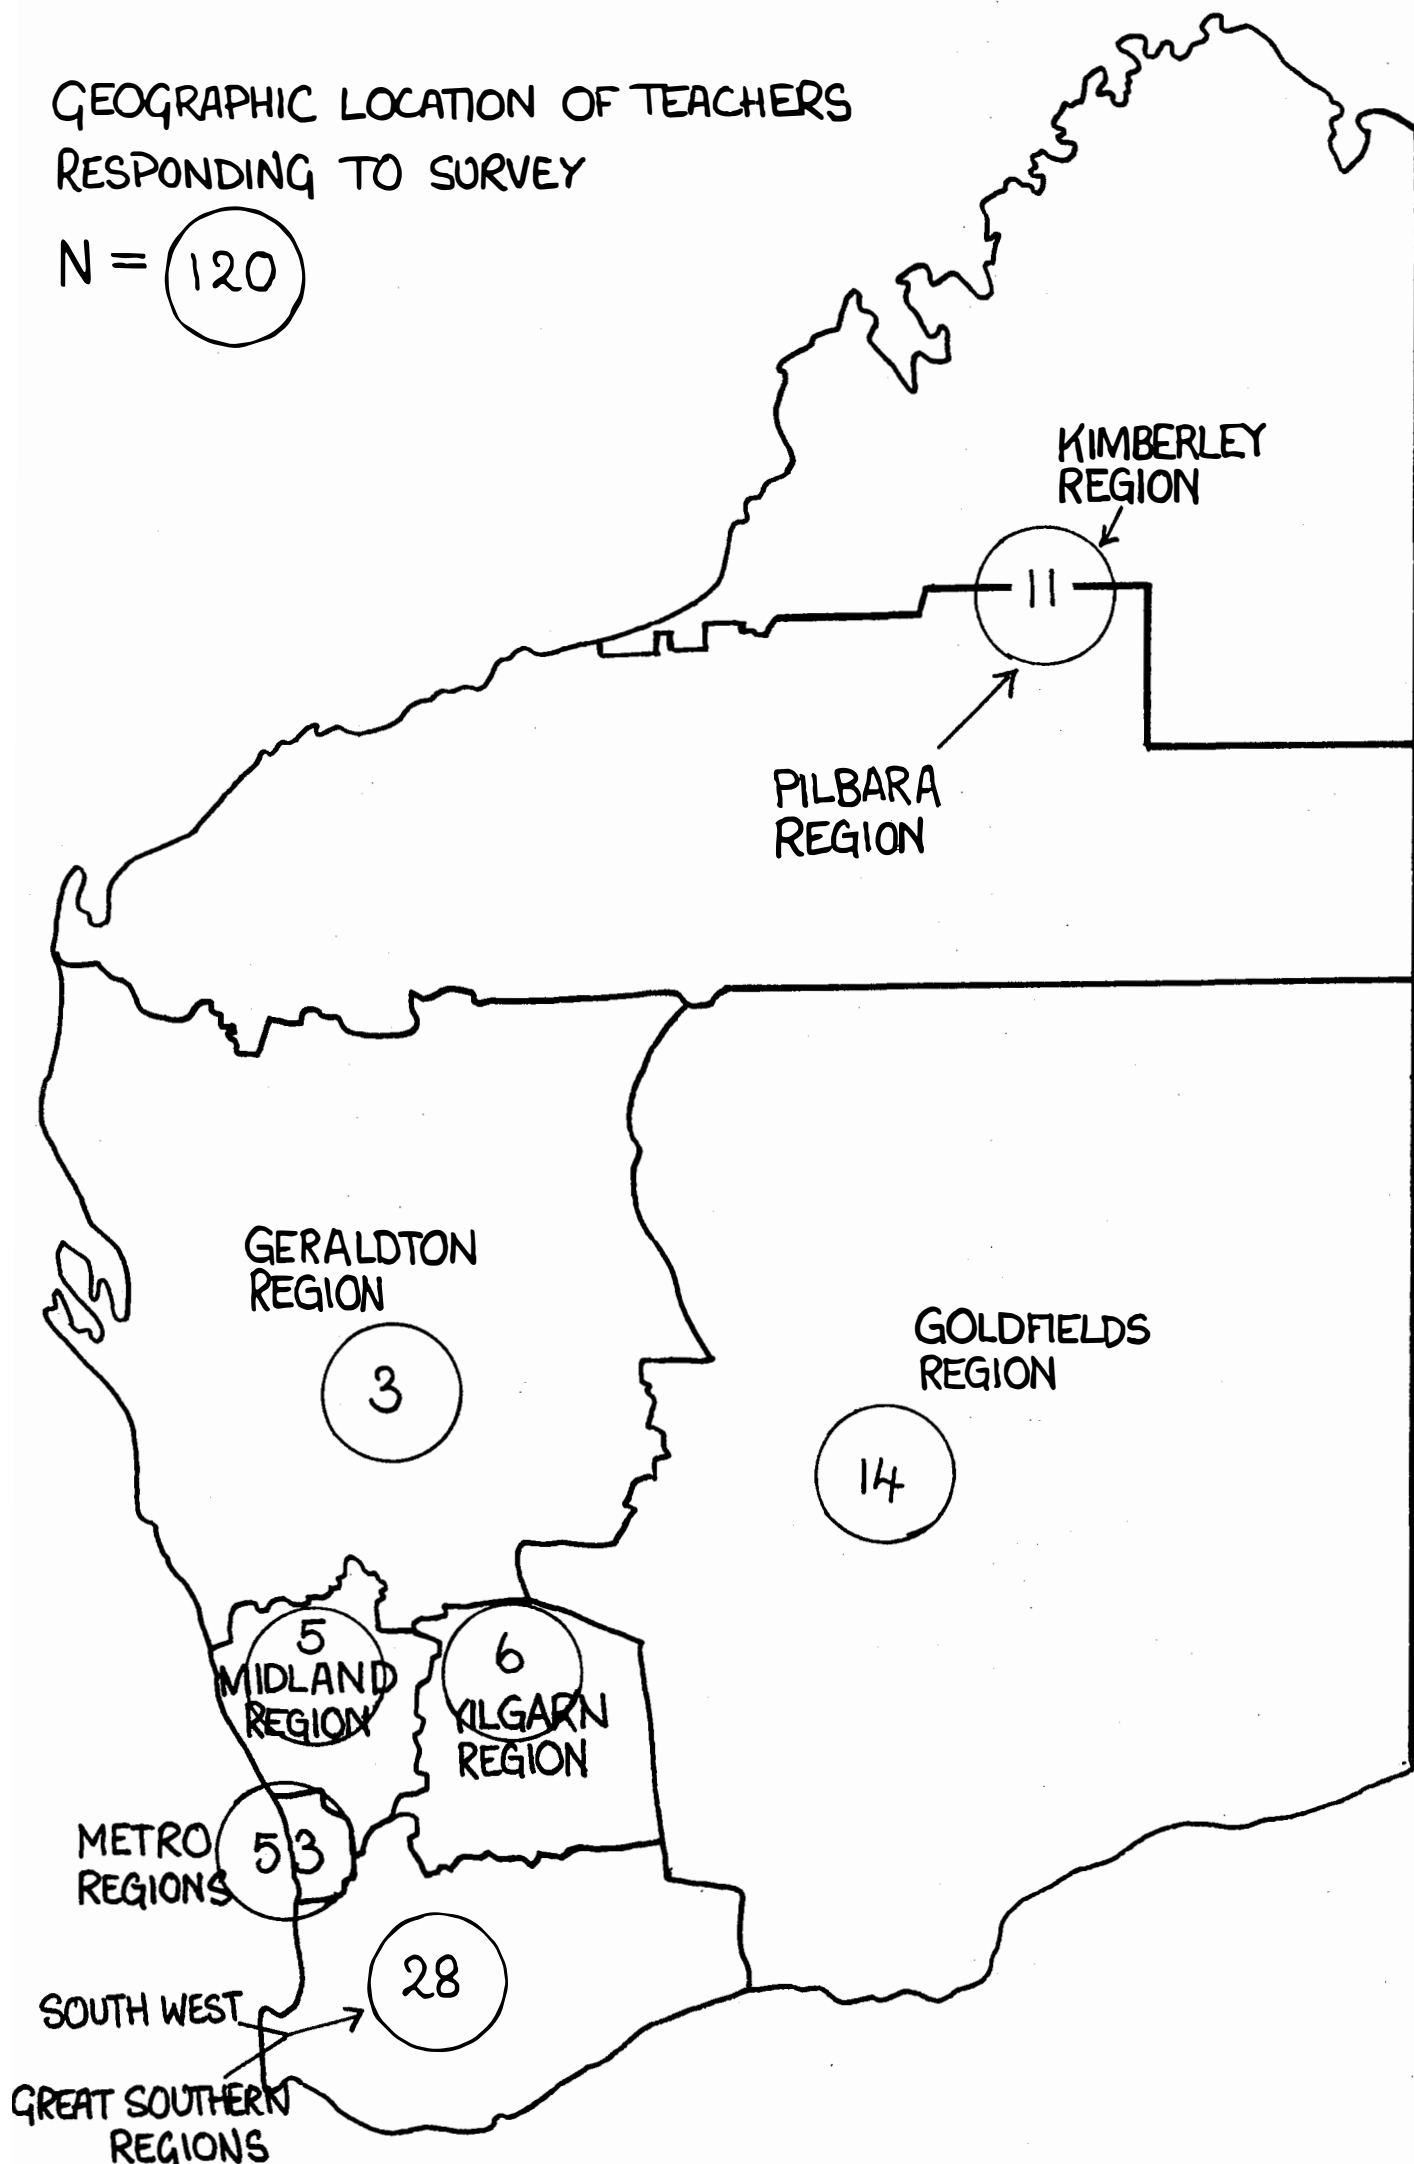 GEOGRAPHIC LOCATION OF TEACHERS
RESPONDING TO SURVEY
N = 120
KIMBERLEY
REGION
11
PILBARA
REGION
GERALDTON
REGION
3
GOLDFIELDS
REGION
14
5
MIDLAND
REGION
6
YILGARN
REGION
METRO
REGIONS
53
28
SOUTH WEST
GREAT SOUTHERN
REGIONS